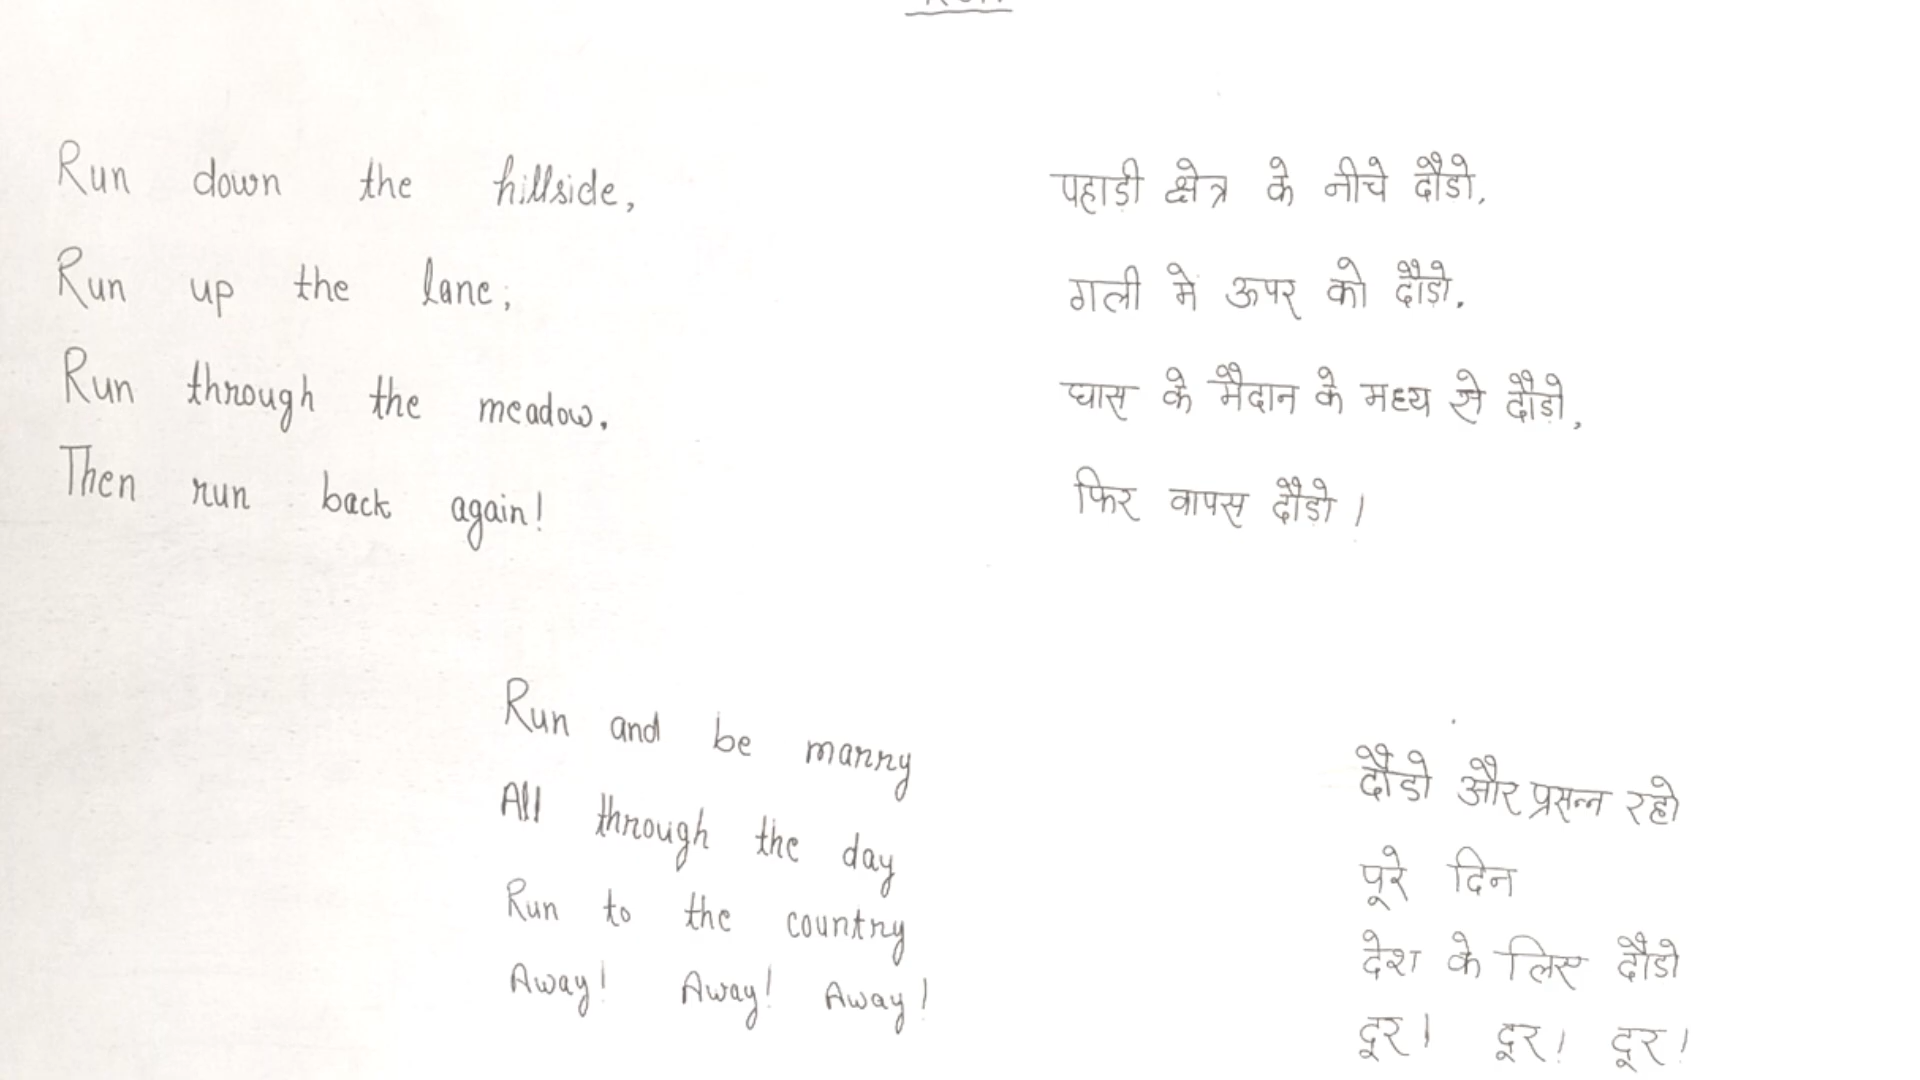 Run down the hillside,
Run up the lane,
Run through the meadow,
Then run back again!
पहाडी क्षेत्र के नीचे दौडो,
गली मे ऊपर को दौडो,
घास के मैदान के मध्य से दौडो,
फिर वापस दौडो।
Run and be marry
All through the day
Run to the country
Away! Away! Away!
दौडो और प्रसन्न रहो
पूरे दिन
देश के लिए दौडो
दूर! दूर! दूर!